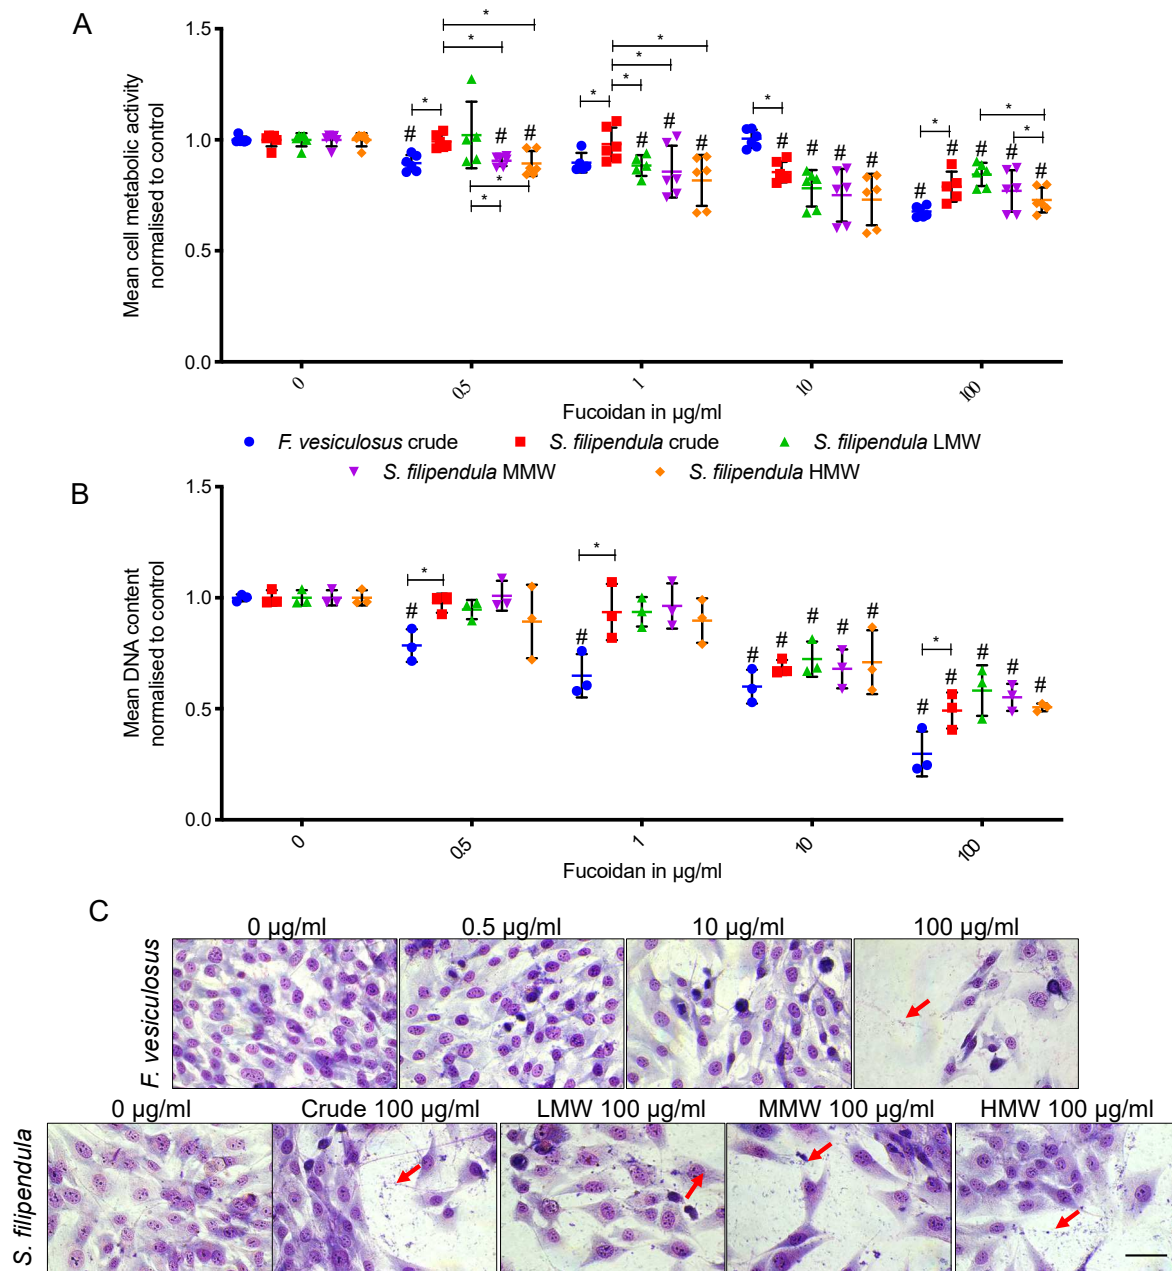 A
Mean cell metabolic activity
normalised to control
1.5
1.0
0.5
0.0
* * * * * * * * * * * * * *
# # # # # # # # # # # # # # # #
0 0.5 1 10 100
Fucoidan in µg/ml
F. vesiculosus crude S. filipendula crude S. filipendula LMW
S. filipendula MMW S. filipendula HMW
B
Mean DNA content
normalised to control
1.5
1.0
0.5
0.0
* * *
# # # # # # # # # # # #
0 0.5 1 10 100
Fucoidan in µg/ml
C
F. vesiculosus
0 µg/ml 0.5 µg/ml 10 µg/ml 100 µg/ml
S. filipendula
0 µg/ml Crude 100 µg/ml LMW 100 µg/ml MMW 100 µg/ml HMW 100 µg/ml